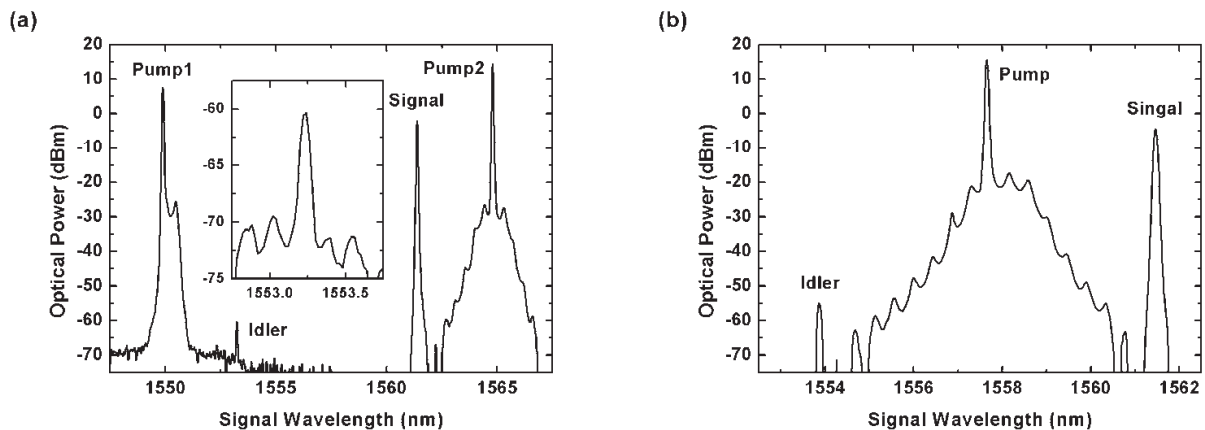 (a)
20
10
0
-10
-20
-30
-40
-50
-60
-70
Optical Power (dBm)
Pump1
Pump2
Signal
Idler
-60
-65
-70
-75
1553.0 1553.5
1550 1555 1560 1565
Signal Wavelength (nm)
(b)
20
10
0
-10
-20
-30
-40
-50
-60
-70
Optical Power (dBm)
Pump
Singal
Idler
1554 1556 1558 1560 1562
Signal Wavelength (nm)